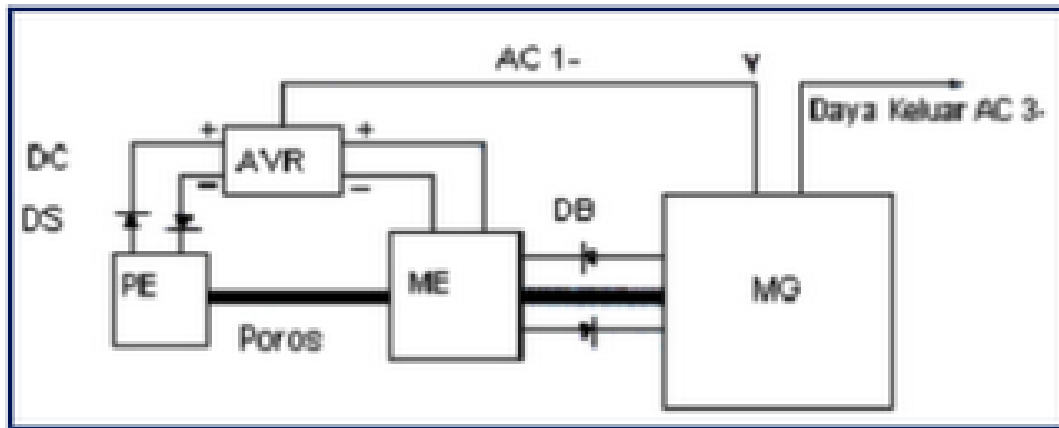 AC 1-
V
Daya Keluar AC 3-
+
+
DC
AVR
-
-
DS
DB
PE
ME
MG
Poros